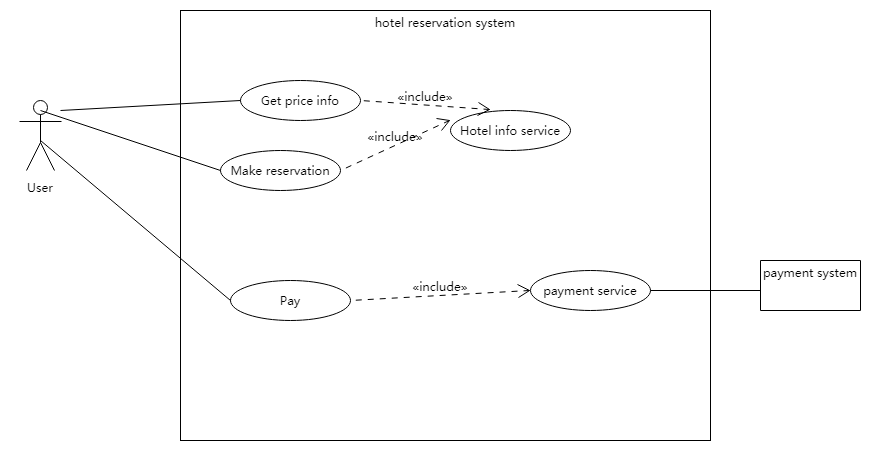 hotel reservation system
Get price info
«include»
Hotel info service
«include»
Make reservation
User
payment system
«include»
payment service
Pay